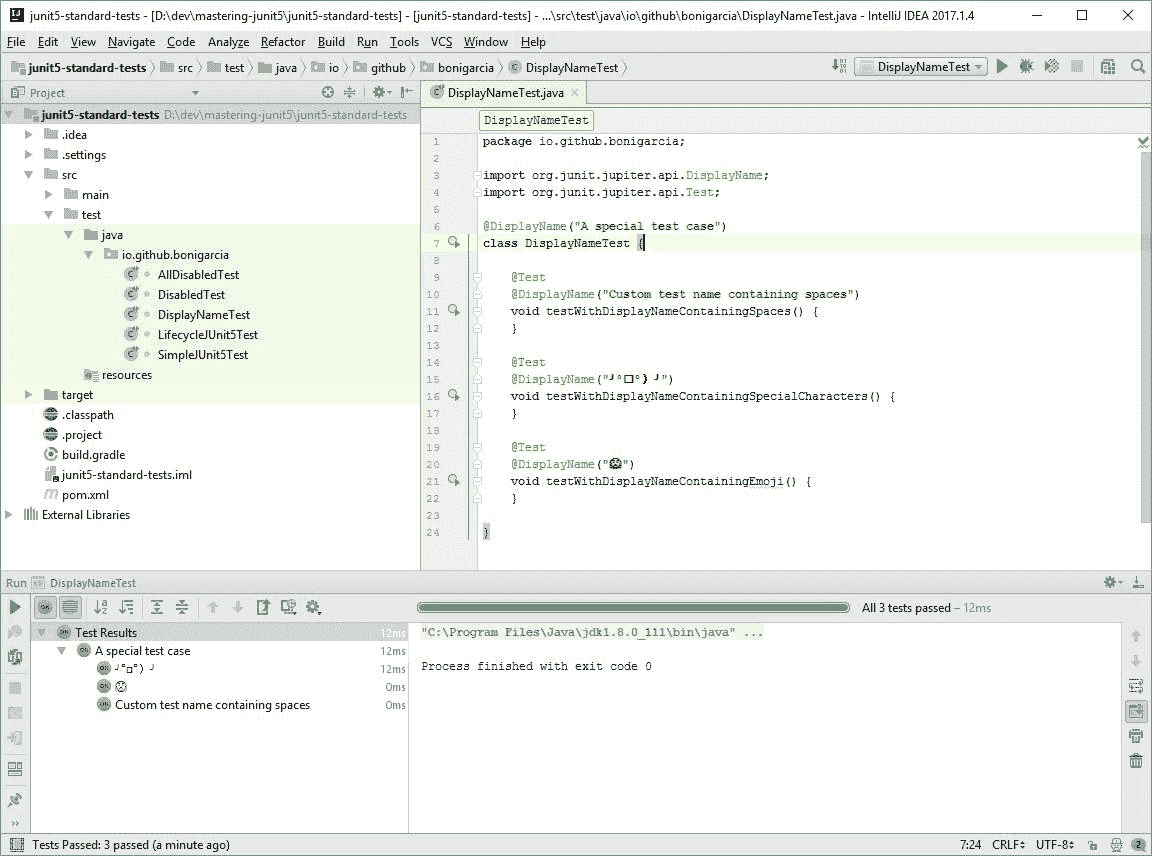 junit5-standard-tests - [D:\dev\mastering-junit5\junit5-standard-tests] - [junit5-standard-tests] - ...\src\test\java\io\github\bonigarcia\DisplayNameTest.java - IntelliJ IDEA 2017.1.4
File Edit View Navigate Code Analyze Refactor Build Run Tools VCS Window Help
junit5-standard-tests src test java io github bonigarcia DisplayNameTest DisplayNameTest
Project
junit5-standard-tests D:\dev\mastering-junit5\junit5-standard-tests
.idea
.settings
src
main
test
java
io.github.bonigarcia
AllDisabledTest
DisabledTest
DisplayNameTest
LifecycleJUnit5Test
SimpleJUnit5Test
resources
target
.classpath
.project
build.gradle
junit5-standard-tests.iml
pom.xml
External Libraries
DisplayNameTest.java
DisplayNameTest
1 package io.github.bonigarcia;
2
3 import org.junit.jupiter.api.DisplayName;
4 import org.junit.jupiter.api.Test;
5
6 @DisplayName("A special test case")
7 class DisplayNameTest {
8
9 @Test
10 @DisplayName("Custom test name containing spaces")
11 void testWithDisplayNameContainingSpaces() {
12 }
13
14 @Test
15 @DisplayName("╯°□°）╯")
16 void testWithDisplayNameContainingSpecialCharacters() {
17 }
18
19 @Test
20 @DisplayName("😱")
21 void testWithDisplayNameContainingEmoji() {
22 }
23
24 }
Run DisplayNameTest
All 3 tests passed – 12ms
Test Results 12ms
A special test case 12ms
╯°□°）╯ 12ms
😱 0ms
Custom test name containing spaces 0ms
"C:\Program Files\Java\jdk1.8.0_111\bin\java" ...
Process finished with exit code 0
Tests Passed: 3 passed (a minute ago) 7:24 CRLF UTF-8 2